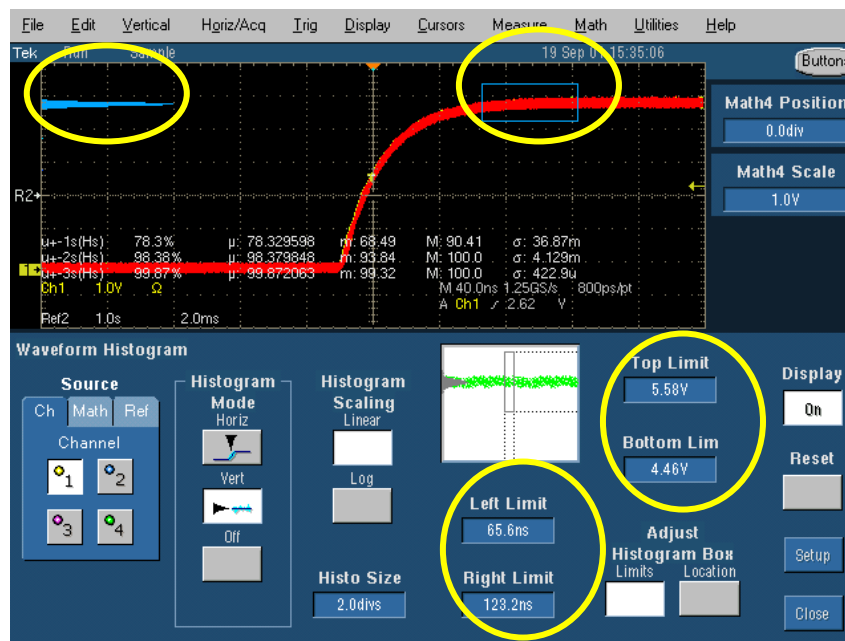 File Edit Vertical Horiz/Acq Trig Display Cursors Measure Math Utilities Help
Tek Run Sample 19 Sep 01 15:35:06
Buttons
Math4 Position
0.0div
Math4 Scale
1.0V
R2
µ+-1s(Hs) 78.3% µ: 78.329598 m: 68.49 M: 90.41 σ: 36.87m
µ+-2s(Hs) 98.38% µ: 98.379848 m: 93.84 M: 100.0 σ: 4.129m
1 µ+-3s(Hs) 99.87% µ: 99.872063 m: 99.32 M: 100.0 σ: 422.9µ
Ch1 1.0V Ω M 40.0ns 1.25GS/s 800ps/pt
A Ch1 2.62 V
Ref2 1.0s 2.0ms
Waveform Histogram
Source
Ch Math Ref
Channel
1 2
3 4
Histogram
Mode
Horiz
Vert
Off
Histogram
Scaling
Linear
Log
Histo Size
2.0divs
Left Limit
65.6ns
Right Limit
123.2ns
Top Limit
5.58V
Bottom Lim
4.46V
Adjust
Histogram Box
Limits Location
Display
On
Reset
Setup
Close